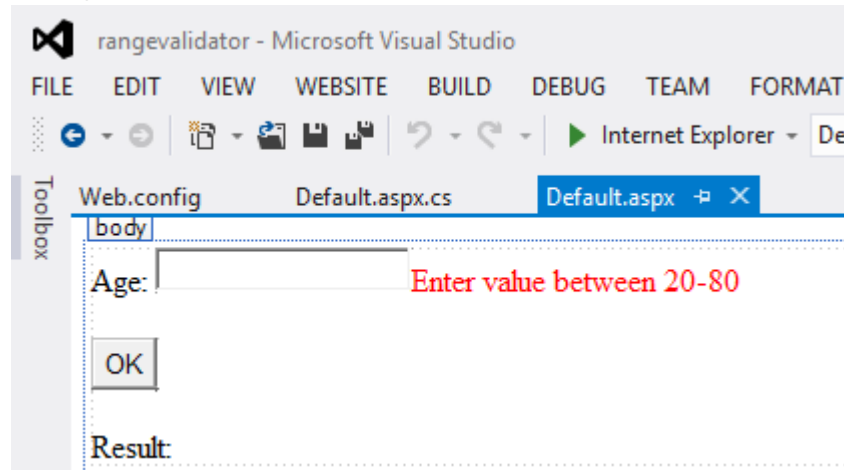 rangevalidator - Microsoft Visual Studio
FILE EDIT VIEW WEBSITE BUILD DEBUG TEAM FORMAT
Internet Explorer De
Toolbox
Web.config Default.aspx.cs Default.aspx
body
Age: Enter value between 20-80
OK
Result: